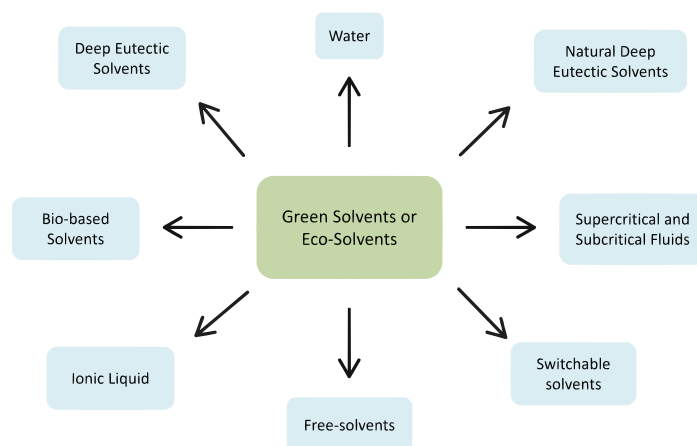 Water
Deep Eutectic
Solvents
Natural Deep
Eutectic Solvents
Green Solvents or
Eco-Solvents
Bio-based
Solvents
Supercritical and
Subcritical Fluids
Ionic Liquid
Switchable
solvents
Free-solvents